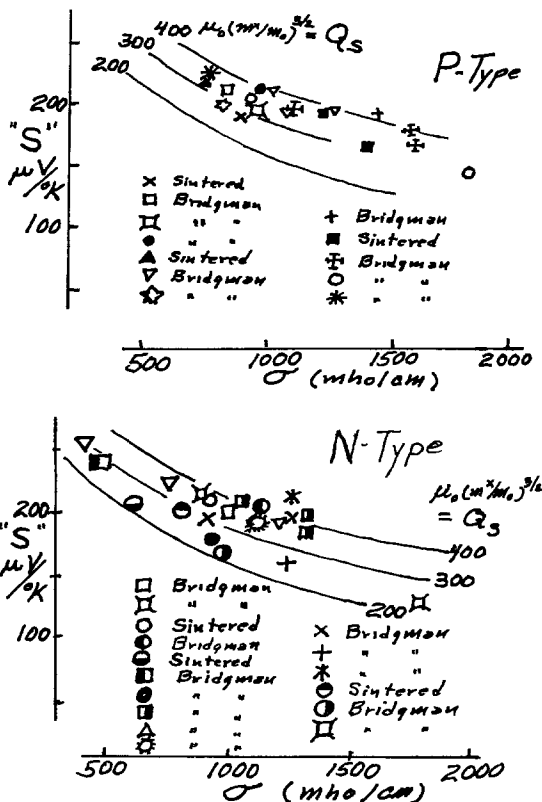 400 μ₀(m*/m₀)^3/2 = Qs
300
200
P-Type
200
"S"
μV
/°K
100
× Sintered
□ Bridgman
" "
● " "
▲ Sintered
▽ Bridgman
☆ " "
+ Bridgman
■ Sintered
Bridgman
○ " "
✳ " "
500 1000 1500 2000
σ (mho/cm)
N-Type
μ₀(m*/m₀)^3/2
= Qs
200
"S"
μV
/°K
100
400
300
200
□ Bridgman
" "
Sintered
Bridgman
Sintered
Bridgman
" "
" "
△ " "
" "
× Bridgman
+ " "
✳ " "
Sintered
Bridgman
" "
500 1000 1500 2000
σ (mho/cm)